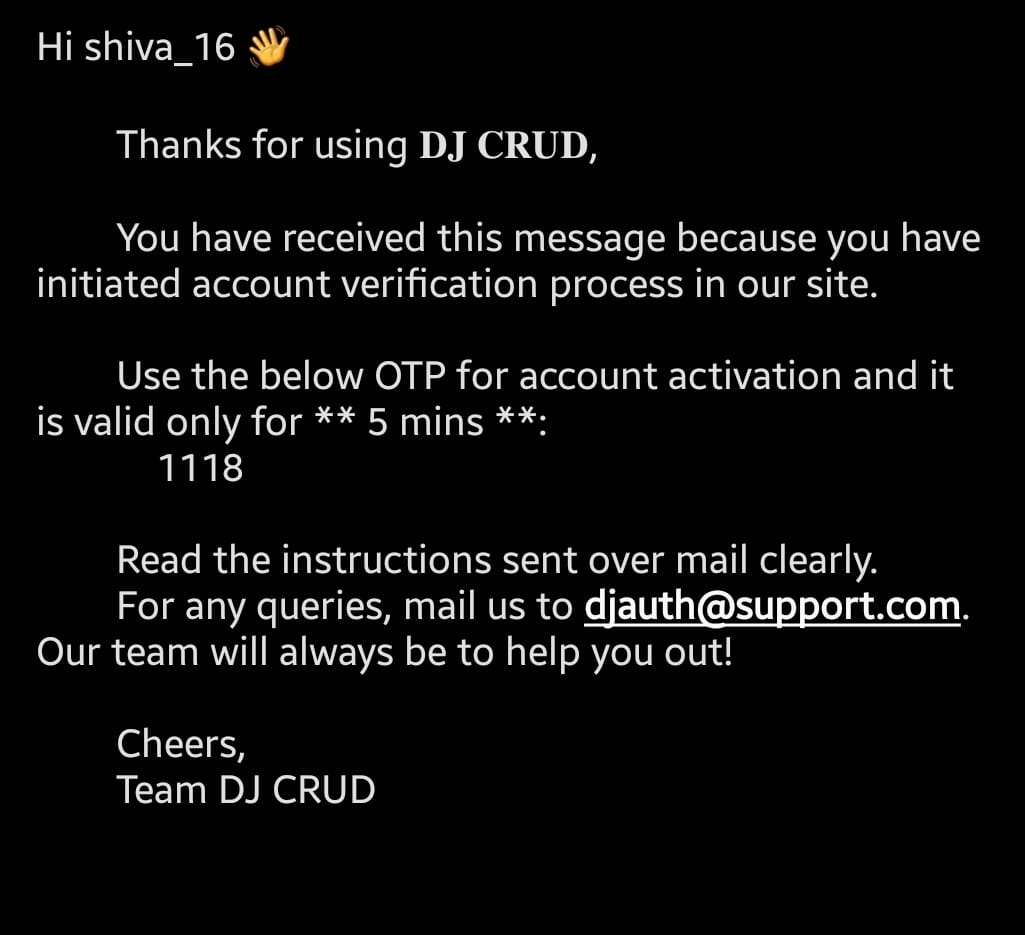 Hi shiva_16 👋
Thanks for using DJ CRUD,
You have received this message because you have
initiated account verification process in our site.
Use the below OTP for account activation and it
is valid only for ** 5 mins **:
1118
Read the instructions sent over mail clearly.
For any queries, mail us to djauth@support.com.
Our team will always be to help you out!
Cheers,
Team DJ CRUD